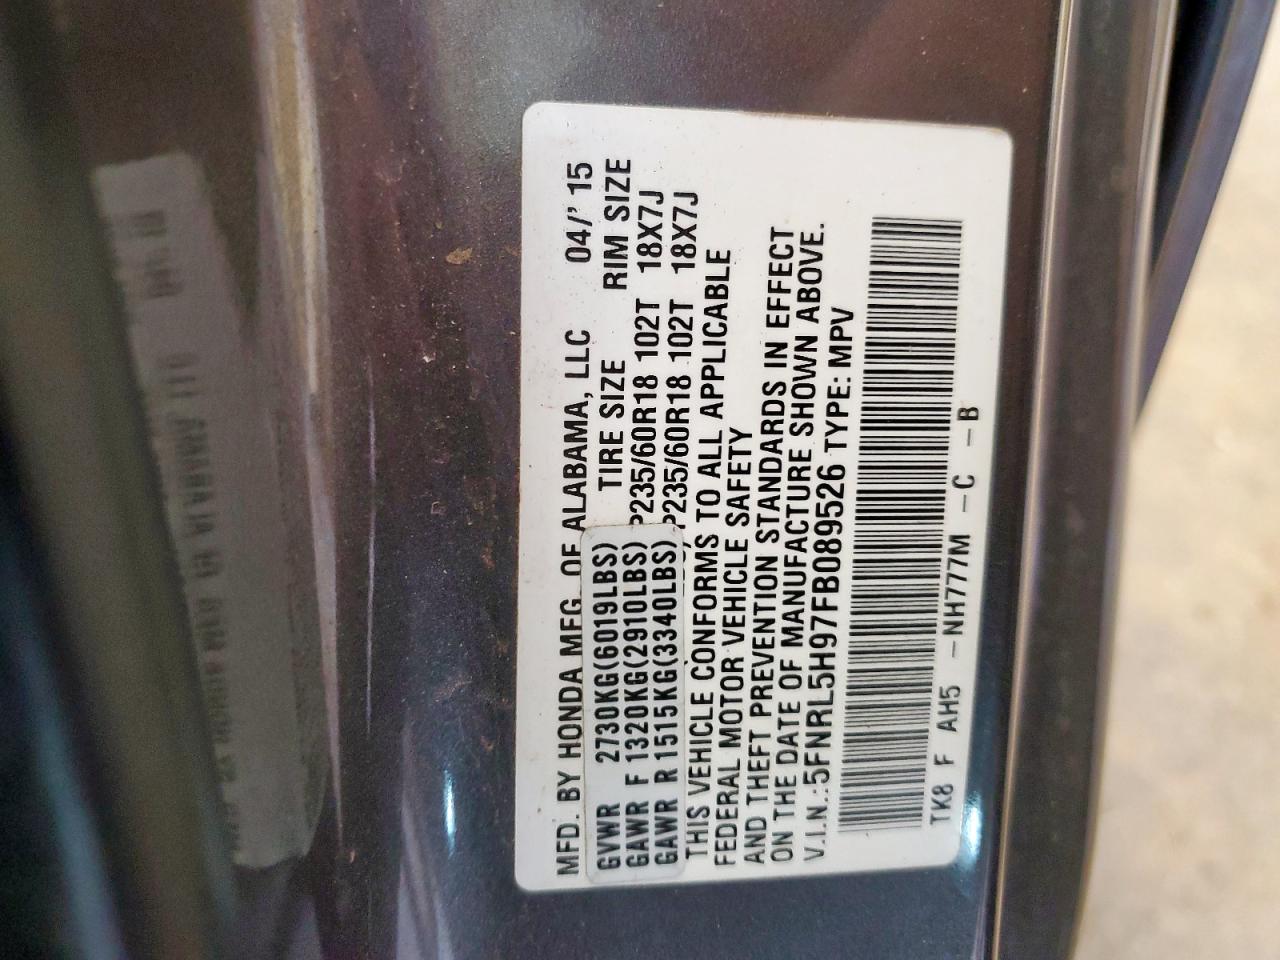 MFD. BY HONDA MFG. OF ALABAMA, LLC 04/'15
TIRE SIZE RIM SIZE
GVWR 2730KG(6019LBS)
GAWR F 1320KG(2910LBS) P235/60R18 102T 18X7J
GAWR R 1515KG(3340LBS) P235/60R18 102T 18X7J
THIS VEHICLE CONFORMS TO ALL APPLICABLE
FEDERAL MOTOR VEHICLE SAFETY
AND THEFT PREVENTION STANDARDS IN EFFECT
ON THE DATE OF MANUFACTURE SHOWN ABOVE.
V.I.N.:5FNRL5H97FB089526 TYPE: MPV
TK8 F AH5 -NH777M -C -B